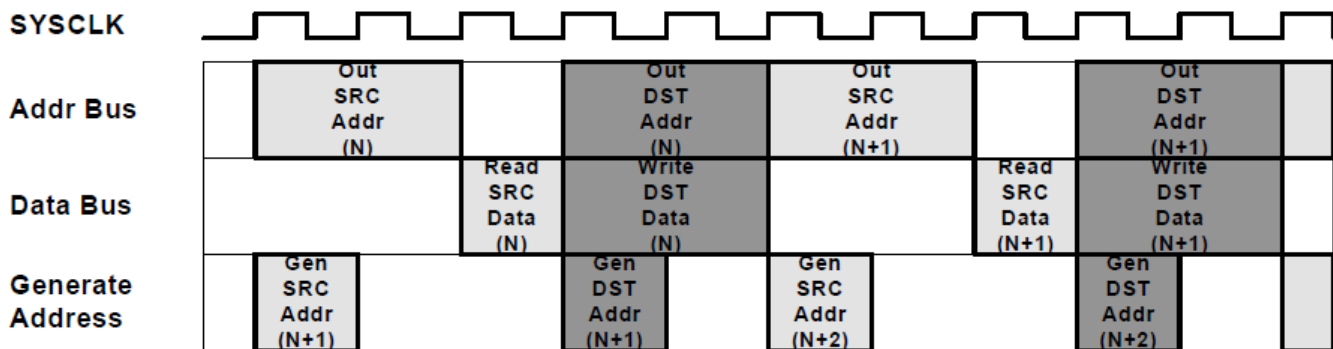 SYSCLK
Addr Bus
Out
SRC
Addr
(N)
Out
DST
Addr
(N)
Out
SRC
Addr
(N+1)
Out
DST
Addr
(N+1)
Data Bus
Read
SRC
Data
(N)
Write
DST
Data
(N)
Read
SRC
Data
(N+1)
Write
DST
Data
(N+1)
Generate
Address
Gen
SRC
Addr
(N+1)
Gen
DST
Addr
(N+1)
Gen
SRC
Addr
(N+2)
Gen
DST
Addr
(N+2)